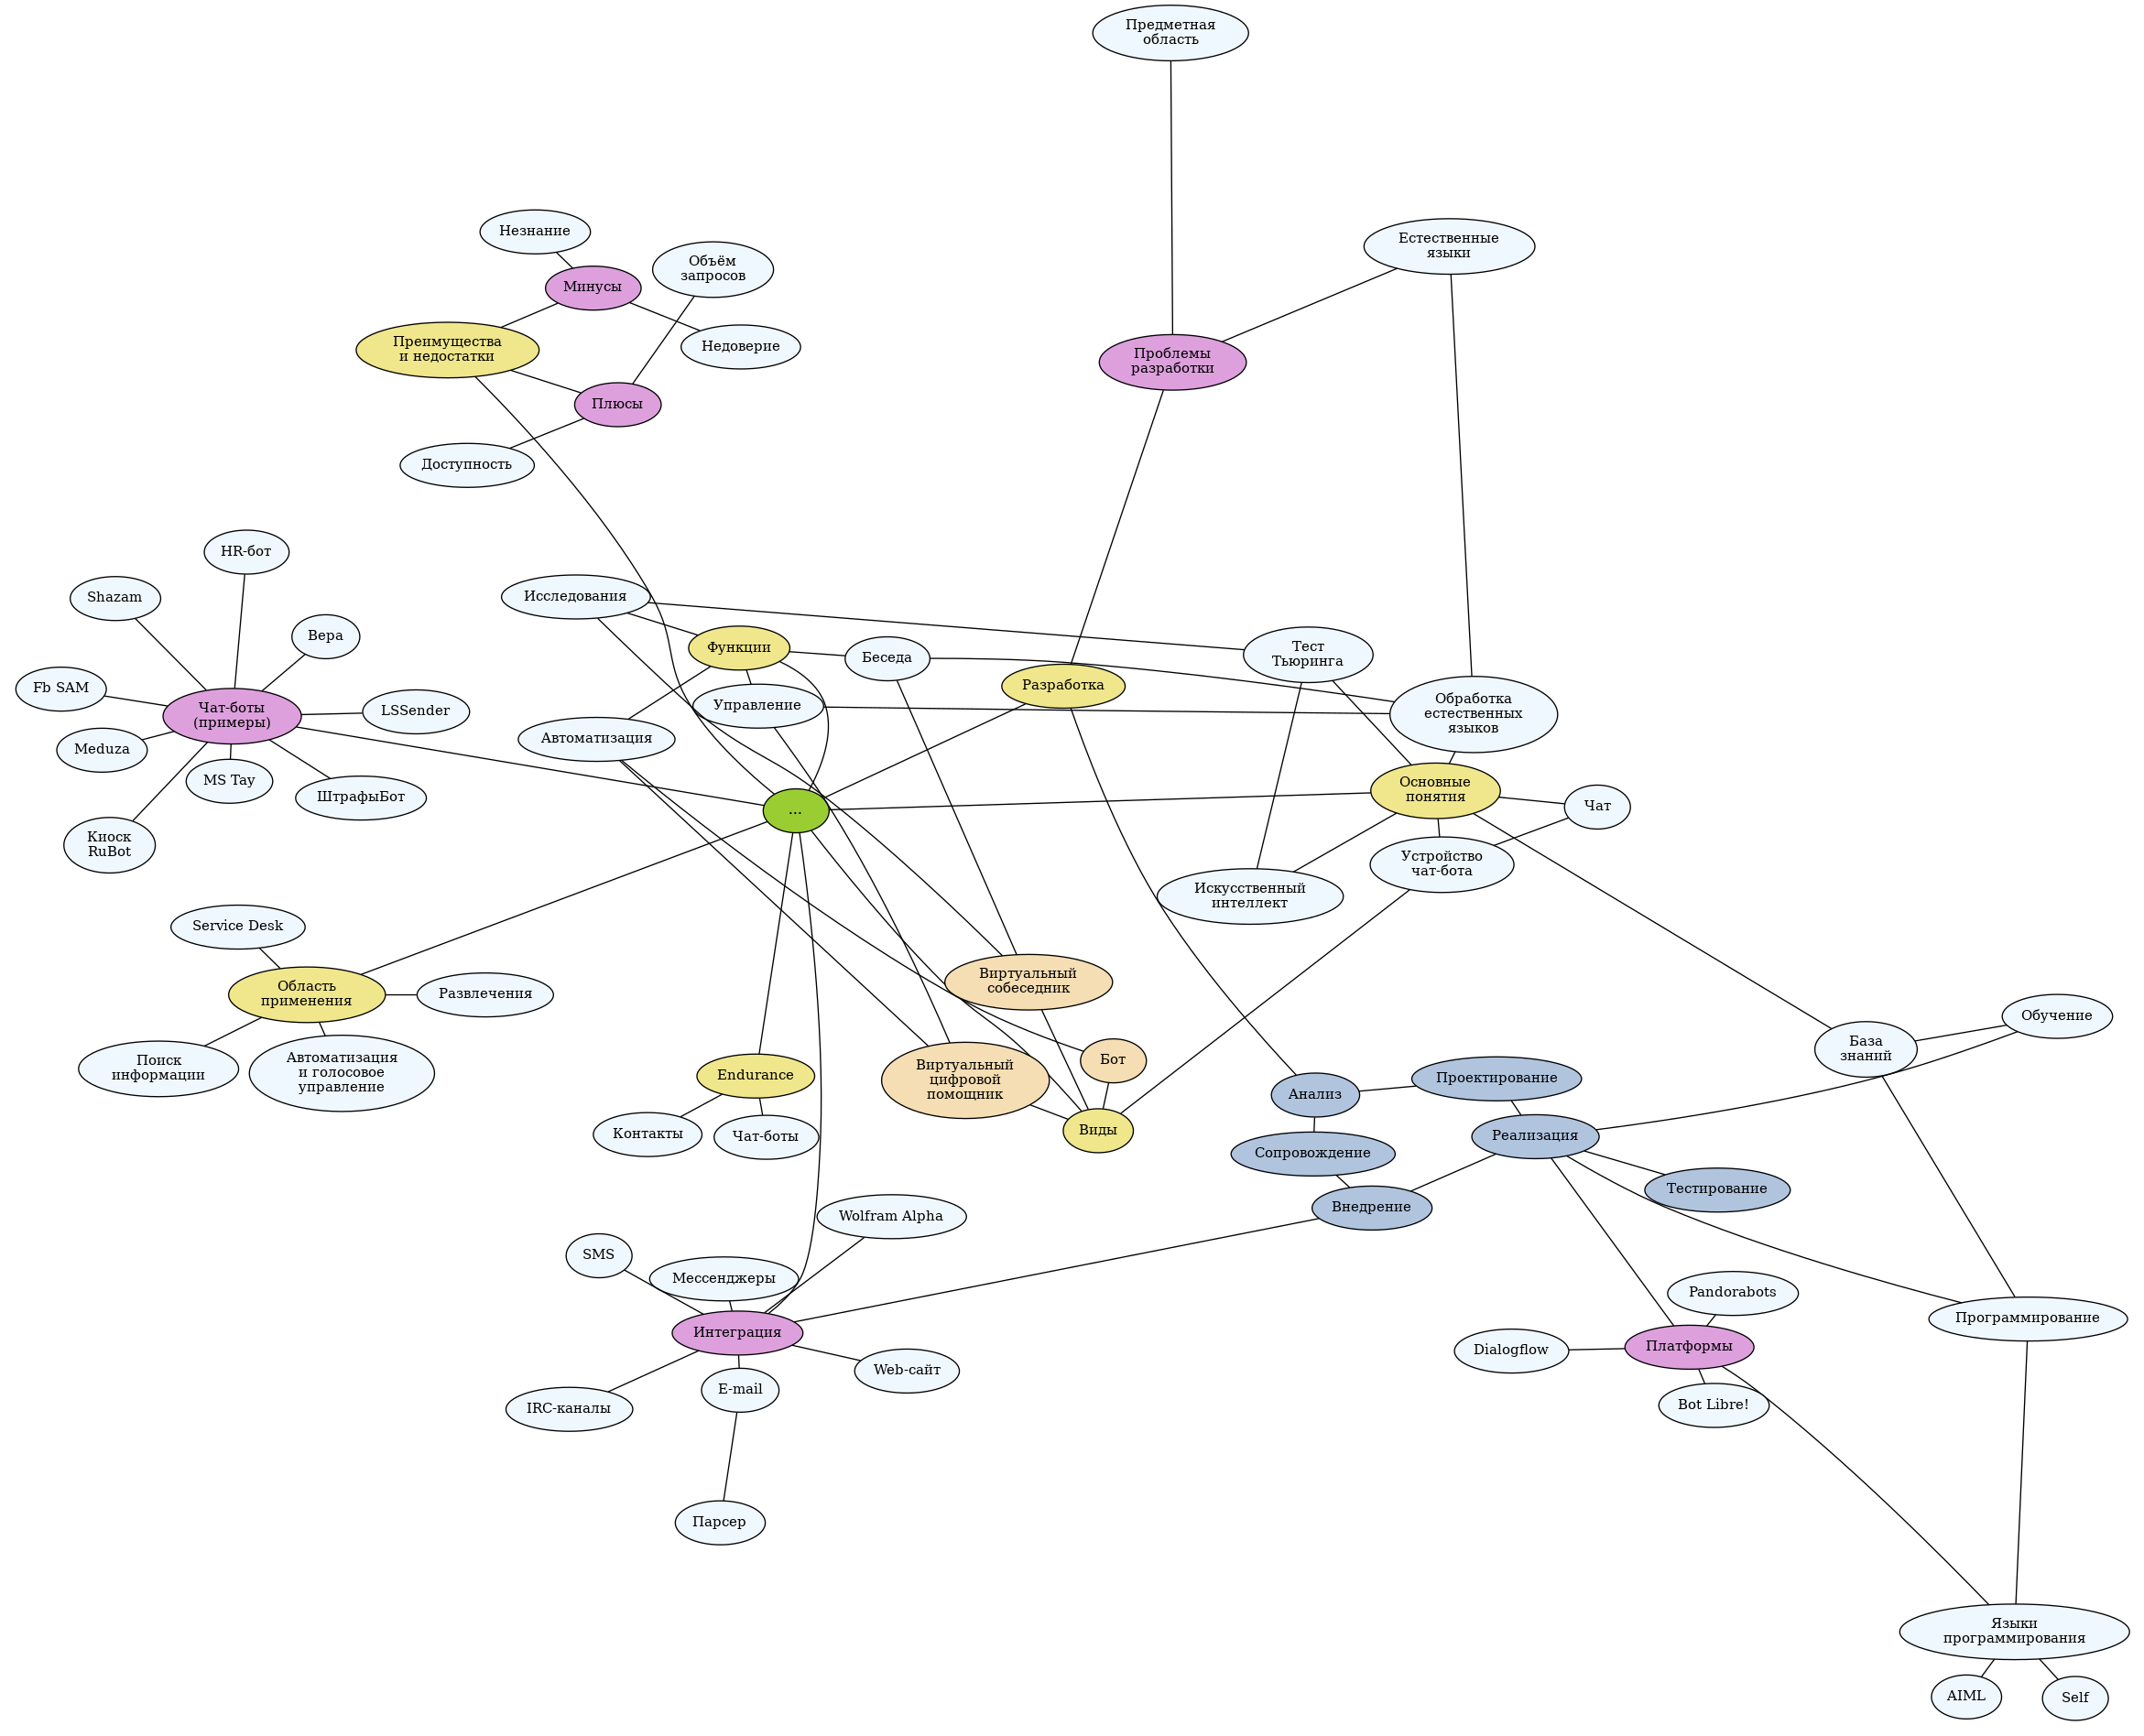 Предметная
область
Незнание
Естественные
языки
Объём
запросов
Минусы
Преимущества
и недостатки
Недоверие
Проблемы
разработки
Плюсы
Доступность
HR-бот
Shazam
Исследования
Вера
Функции
Беседа
Тест
Тьюринга
Fb SAM
Разработка
Управление
Чат-боты
(примеры)
LSSender
Обработка
естественных
языков
Автоматизация
Meduza
MS Tay
ШтрафыБот
Основные
понятия
Чат
...
Киоск
RuBot
Устройство
чат-бота
Искусственный
интеллект
Service Desk
Виртуальный
собеседник
Область
применения
Развлечения
Обучение
База
знаний
Поиск
информации
Автоматизация
и голосовое
управление
Endurance
Виртуальный
цифровой
помощник
Бот
Проектирование
Анализ
Контакты
Чат-боты
Виды
Реализация
Сопровождение
Тестирование
Внедрение
Wolfram Alpha
SMS
Мессенджеры
Pandorabots
Программирование
Интеграция
Dialogflow
Платформы
Web-сайт
E-mail
IRC-каналы
Bot Libre!
Парсер
Языки
программирования
AIML
Self